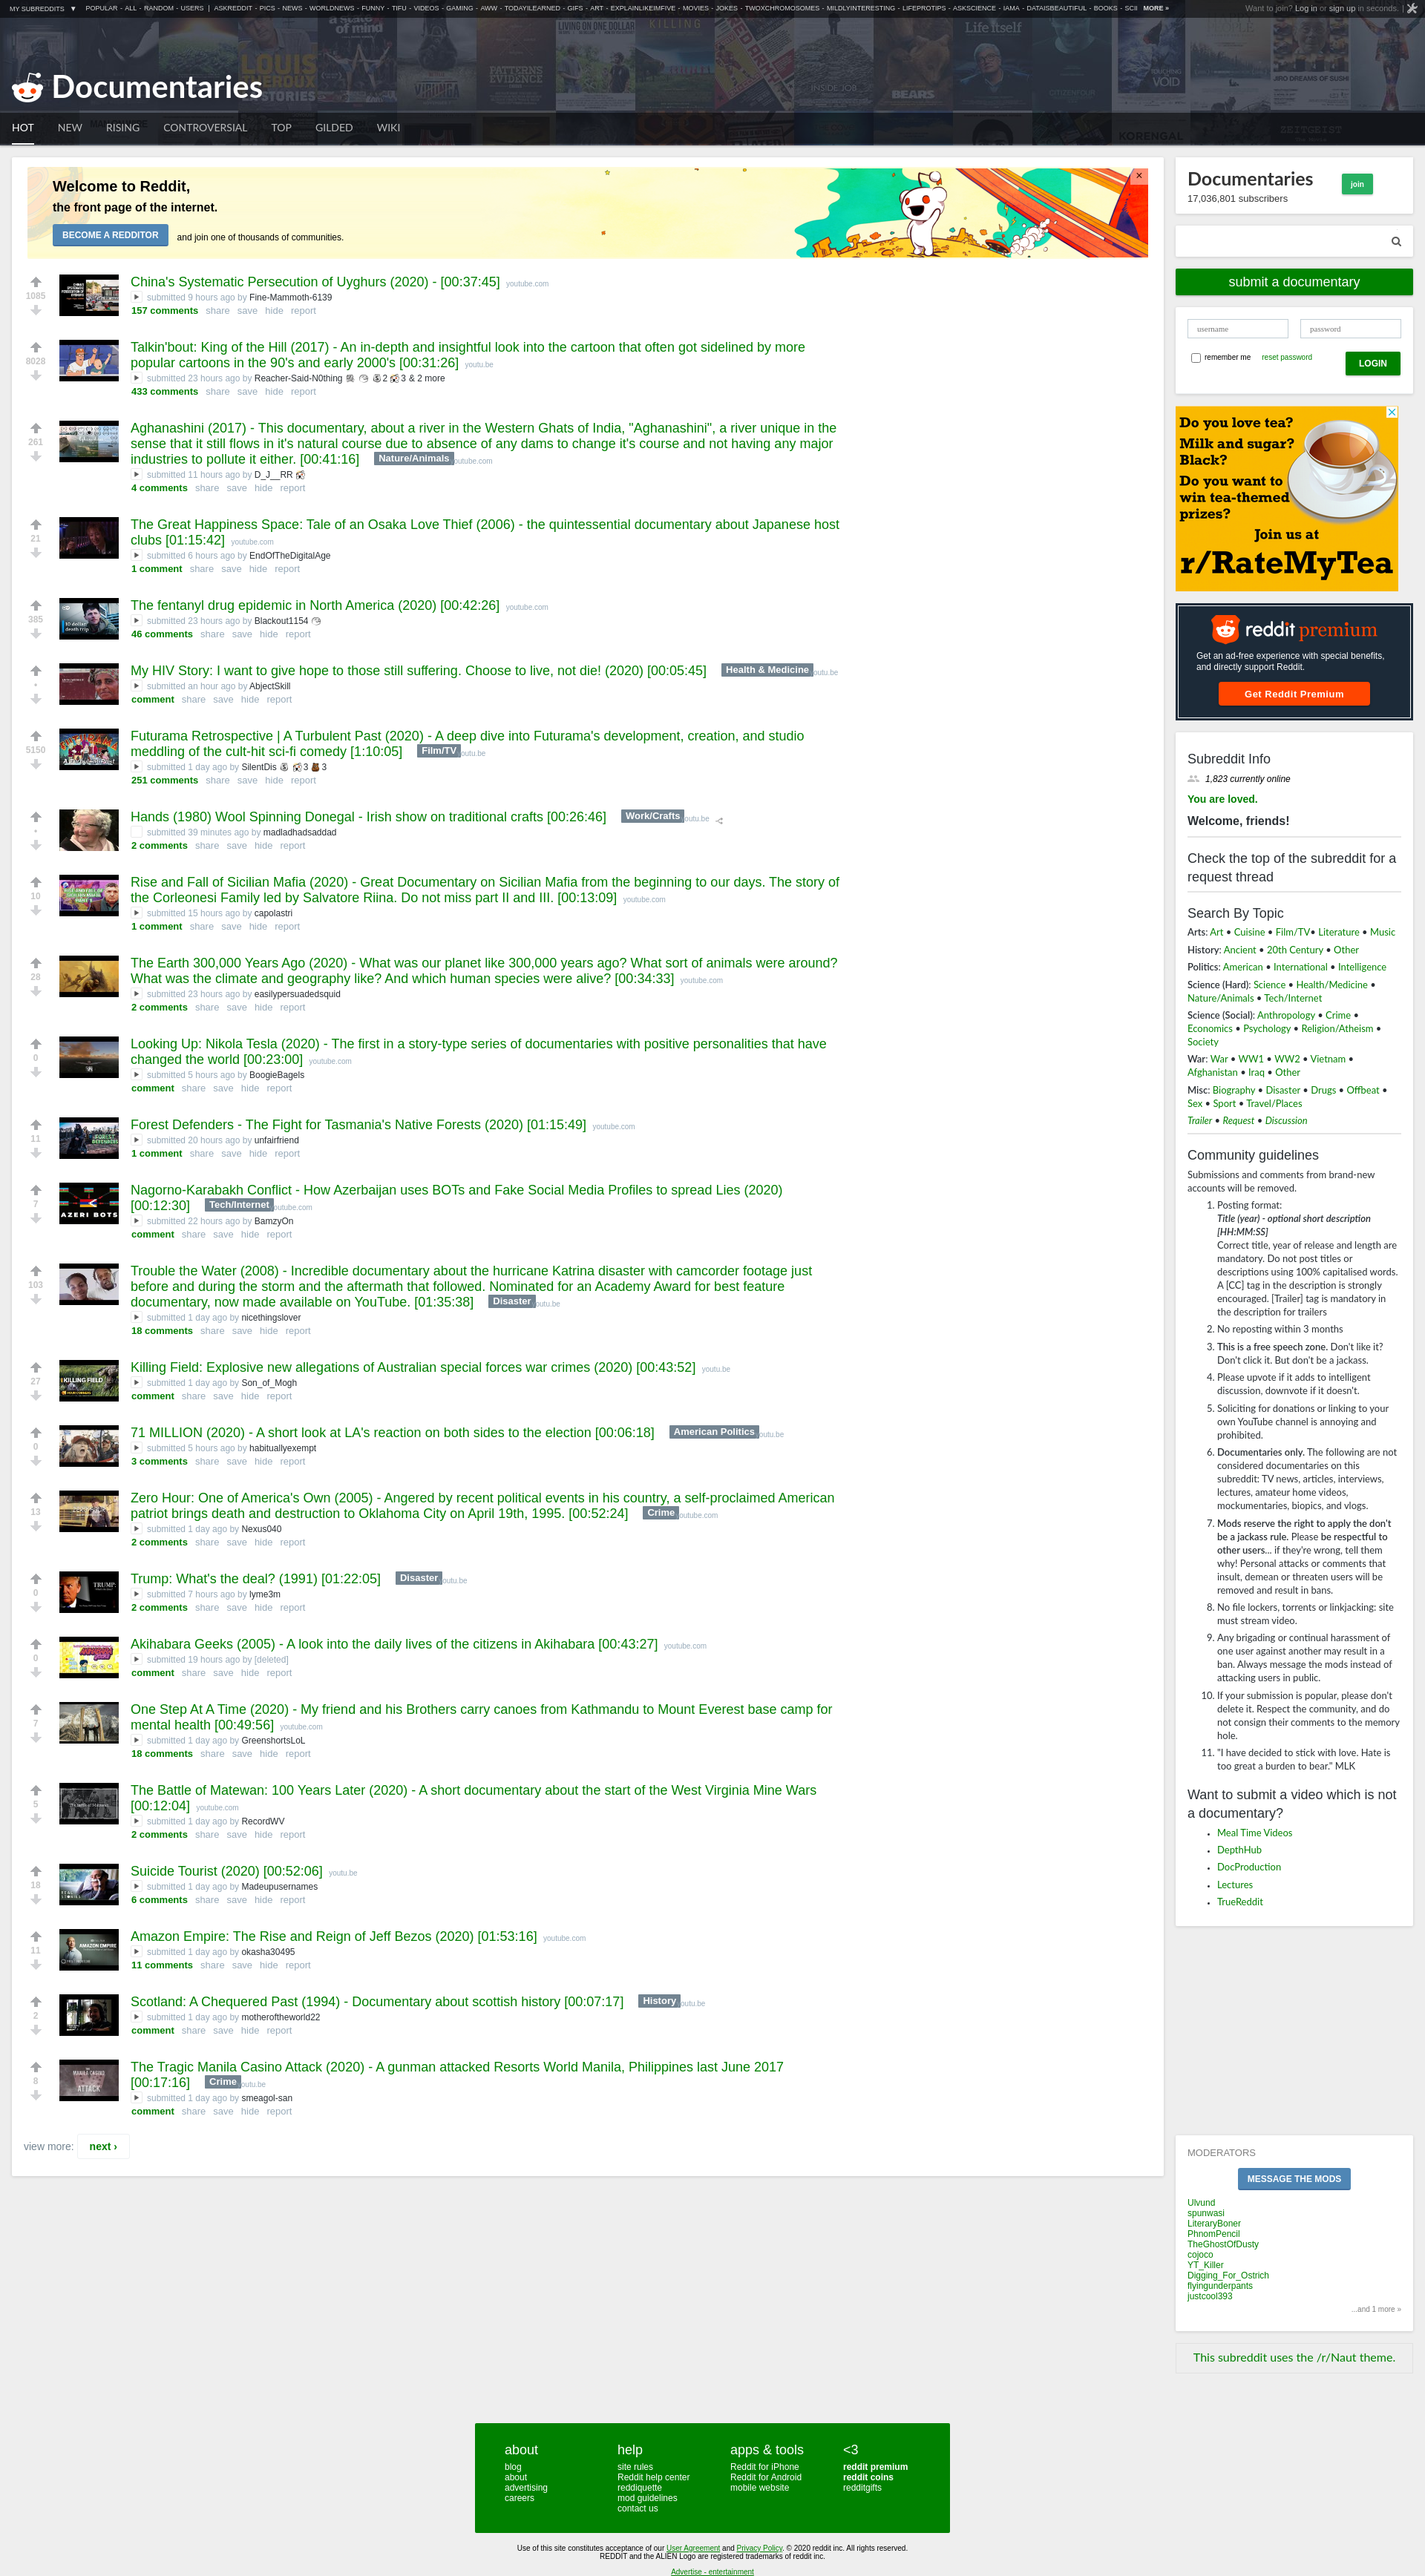 MY SUBREDDITS ▼ POPULAR - ALL - RANDOM - USERS | ASKREDDIT - PICS - NEWS - WORLDNEWS - FUNNY - TIFU - VIDEOS - GAMING - AWW - TODAYILEARNED - GIFS - ART - EXPLAINLIKEIMFIVE - MOVIES - JOKES - TWOXCHROMOSOMES - MILDLYINTERESTING - LIFEPROTIPS - ASKSCIENCE - IAMA - DATAISBEAUTIFUL - BOOKS - SCII MORE »
Want to join? Log in or sign up in seconds. |
Documentaries
HOT NEW RISING CONTROVERSIAL TOP GILDED WIKI
Welcome to Reddit,
the front page of the internet.
BECOME A REDDITOR and join one of thousands of communities.
×
1085
China's Systematic Persecution of Uyghurs (2020) - [00:37:45] youtube.com
submitted 9 hours ago by Fine-Mammoth-6139
157 comments share save hide report
8028
Talkin'bout: King of the Hill (2017) - An in-depth and insightful look into the cartoon that often got sidelined by more
popular cartoons in the 90's and early 2000's [00:31:26] youtu.be
submitted 23 hours ago by Reacher-Said-N0thing 2 3 & 2 more
433 comments share save hide report
261
Aghanashini (2017) - This documentary, about a river in the Western Ghats of India, "Aghanashini", a river unique in the
sense that it still flows in it's natural course due to absence of any dams to change it's course and not having any major
industries to pollute it either. [00:41:16] Nature/Animals outube.com
submitted 11 hours ago by D_J__RR
4 comments share save hide report
21
The Great Happiness Space: Tale of an Osaka Love Thief (2006) - the quintessential documentary about Japanese host
clubs [01:15:42] youtube.com
submitted 6 hours ago by EndOfTheDigitalAge
1 comment share save hide report
385
The fentanyl drug epidemic in North America (2020) [00:42:26] youtube.com
submitted 23 hours ago by Blackout1154
46 comments share save hide report
•
My HIV Story: I want to give hope to those still suffering. Choose to live, not die! (2020) [00:05:45] Health & Medicine outu.be
submitted an hour ago by AbjectSkill
comment share save hide report
5150
Futurama Retrospective | A Turbulent Past (2020) - A deep dive into Futurama's development, creation, and studio
meddling of the cult-hit sci-fi comedy [1:10:05] Film/TV outu.be
submitted 1 day ago by SilentDis 3 3
251 comments share save hide report
•
Hands (1980) Wool Spinning Donegal - Irish show on traditional crafts [00:26:46] Work/Crafts outu.be
submitted 39 minutes ago by madladhadsaddad
2 comments share save hide report
10
Rise and Fall of Sicilian Mafia (2020) - Great Documentary on Sicilian Mafia from the beginning to our days. The story of
the Corleonesi Family led by Salvatore Riina. Do not miss part II and III. [00:13:09] youtube.com
submitted 15 hours ago by capolastri
1 comment share save hide report
28
The Earth 300,000 Years Ago (2020) - What was our planet like 300,000 years ago? What sort of animals were around?
What was the climate and geography like? And which human species were alive? [00:34:33] youtube.com
submitted 23 hours ago by easilypersuadedsquid
2 comments share save hide report
0
Looking Up: Nikola Tesla (2020) - The first in a story-type series of documentaries with positive personalities that have
changed the world [00:23:00] youtube.com
submitted 5 hours ago by BoogieBagels
comment share save hide report
11
Forest Defenders - The Fight for Tasmania's Native Forests (2020) [01:15:49] youtube.com
submitted 20 hours ago by unfairfriend
1 comment share save hide report
7
AZERI BOTS
Nagorno-Karabakh Conflict - How Azerbaijan uses BOTs and Fake Social Media Profiles to spread Lies (2020)
[00:12:30] Tech/Internet outube.com
submitted 22 hours ago by BamzyOn
comment share save hide report
103
Trouble the Water (2008) - Incredible documentary about the hurricane Katrina disaster with camcorder footage just
before and during the storm and the aftermath that followed. Nominated for an Academy Award for best feature
documentary, now made available on YouTube. [01:35:38] Disaster outu.be
submitted 1 day ago by nicethingslover
18 comments share save hide report
27
KILLING FIELD
Killing Field: Explosive new allegations of Australian special forces war crimes (2020) [00:43:52] youtu.be
submitted 1 day ago by Son_of_Mogh
comment share save hide report
0
71 MILLION (2020) - A short look at LA's reaction on both sides to the election [00:06:18] American Politics outu.be
submitted 5 hours ago by habituallyexempt
3 comments share save hide report
13
Zero Hour: One of America's Own (2005) - Angered by recent political events in his country, a self-proclaimed American
patriot brings death and destruction to Oklahoma City on April 19th, 1995. [00:52:24] Crime outube.com
submitted 1 day ago by Nexus040
2 comments share save hide report
0
TRUMP:
Trump: What's the deal? (1991) [01:22:05] Disaster outu.be
submitted 7 hours ago by lyme3m
2 comments share save hide report
0
Akihabara Geeks (2005) - A look into the daily lives of the citizens in Akihabara [00:43:27] youtube.com
submitted 19 hours ago by [deleted]
comment share save hide report
7
One Step At A Time (2020) - My friend and his Brothers carry canoes from Kathmandu to Mount Everest base camp for
mental health [00:49:56] youtube.com
submitted 1 day ago by GreenshortsLoL
18 comments share save hide report
5
The Battle of Matewan: 100 Years Later (2020) - A short documentary about the start of the West Virginia Mine Wars
[00:12:04] youtube.com
submitted 1 day ago by RecordWV
2 comments share save hide report
18
Suicide Tourist (2020) [00:52:06] youtu.be
submitted 1 day ago by Madeupusernames
6 comments share save hide report
11
AMAZON EMPIRE
Amazon Empire: The Rise and Reign of Jeff Bezos (2020) [01:53:16] youtube.com
submitted 1 day ago by okasha30495
11 comments share save hide report
2
Scotland: A Chequered Past (1994) - Documentary about scottish history [00:07:17] History outu.be
submitted 1 day ago by motheroftheworld22
comment share save hide report
8
The Tragic Manila Casino Attack (2020) - A gunman attacked Resorts World Manila, Philippines last June 2017
[00:17:16] Crime outu.be
submitted 1 day ago by smeagol-san
comment share save hide report
view more: next ›
Documentaries join
17,036,801 subscribers
submit a documentary
username password
remember me reset password LOGIN
Do you love tea?
Milk and sugar?
Black?
Do you want to
win tea-themed
prizes?
Join us at
r/RateMyTea
reddit premium
Get an ad-free experience with special benefits,
and directly support Reddit.
Get Reddit Premium
Subreddit Info
1,823 currently online
You are loved.
Welcome, friends!
Check the top of the subreddit for a
request thread
Search By Topic
Arts: Art • Cuisine • Film/TV• Literature • Music
History: Ancient • 20th Century • Other
Politics: American • International • Intelligence
Science (Hard): Science • Health/Medicine •
Nature/Animals • Tech/Internet
Science (Social): Anthropology • Crime •
Economics • Psychology • Religion/Atheism •
Society
War: War • WW1 • WW2 • Vietnam •
Afghanistan • Iraq • Other
Misc: Biography • Disaster • Drugs • Offbeat •
Sex • Sport • Travel/Places
Trailer • Request • Discussion
Community guidelines
Submissions and comments from brand-new
accounts will be removed.
1. Posting format:
Title (year) - optional short description
[HH:MM:SS]
Correct title, year of release and length are
mandatory. Do not post titles or
descriptions using 100% capitalised words.
A [CC] tag in the description is strongly
encouraged. [Trailer] tag is mandatory in
the description for trailers
2. No reposting within 3 months
3. This is a free speech zone. Don't like it?
Don't click it. But don't be a jackass.
4. Please upvote if it adds to intelligent
discussion, downvote if it doesn't.
5. Soliciting for donations or linking to your
own YouTube channel is annoying and
prohibited.
6. Documentaries only. The following are not
considered documentaries on this
subreddit: TV news, articles, interviews,
lectures, amateur home videos,
mockumentaries, biopics, and vlogs.
7. Mods reserve the right to apply the don't
be a jackass rule. Please be respectful to
other users... if they're wrong, tell them
why! Personal attacks or comments that
insult, demean or threaten users will be
removed and result in bans.
8. No file lockers, torrents or linkjacking: site
must stream video.
9. Any brigading or continual harassment of
one user against another may result in a
ban. Always message the mods instead of
attacking users in public.
10. If your submission is popular, please don't
delete it. Respect the community, and do
not consign their comments to the memory
hole.
11. "I have decided to stick with love. Hate is
too great a burden to bear." MLK
Want to submit a video which is not
a documentary?
• Meal Time Videos
• DepthHub
• DocProduction
• Lectures
• TrueReddit
MODERATORS
MESSAGE THE MODS
Ulvund
spunwasi
LiteraryBoner
PhnomPencil
TheGhostOfDusty
cojoco
YT_Killer
Digging_For_Ostrich
flyingunderpants
justcool393
...and 1 more »
This subreddit uses the /r/Naut theme.
about
blog
about
advertising
careers
help
site rules
Reddit help center
reddiquette
mod guidelines
contact us
apps & tools
Reddit for iPhone
Reddit for Android
mobile website
<3
reddit premium
reddit coins
redditgifts
Use of this site constitutes acceptance of our User Agreement and Privacy Policy. © 2020 reddit inc. All rights reserved.
REDDIT and the ALIEN Logo are registered trademarks of reddit inc.
Advertise - entertainment